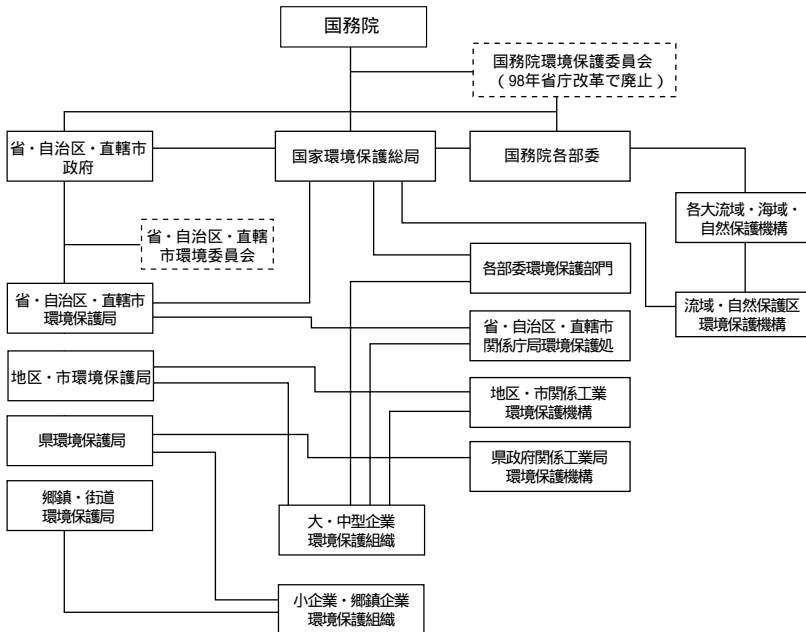 国務院
国務院環境保護委員会
（98年省庁改革で廃止）
省・自治区・直轄市
政府
国家環境保護総局
国務院各部委
各大流域・海域・
自然保護機構
省・自治区・直轄
市環境委員会
各部委環境保護部門
省・自治区・直轄市
環境保護局
流域・自然保護区
環境保護機構
省・自治区・直轄市
関係庁局環境保護処
地区・市環境保護局
地区・市関係工業
環境保護機構
県環境保護局
県政府関係工業局
環境保護機構
郷鎮・街道
環境保護局
大・中型企業
環境保護組織
小企業・郷鎮企業
環境保護組織